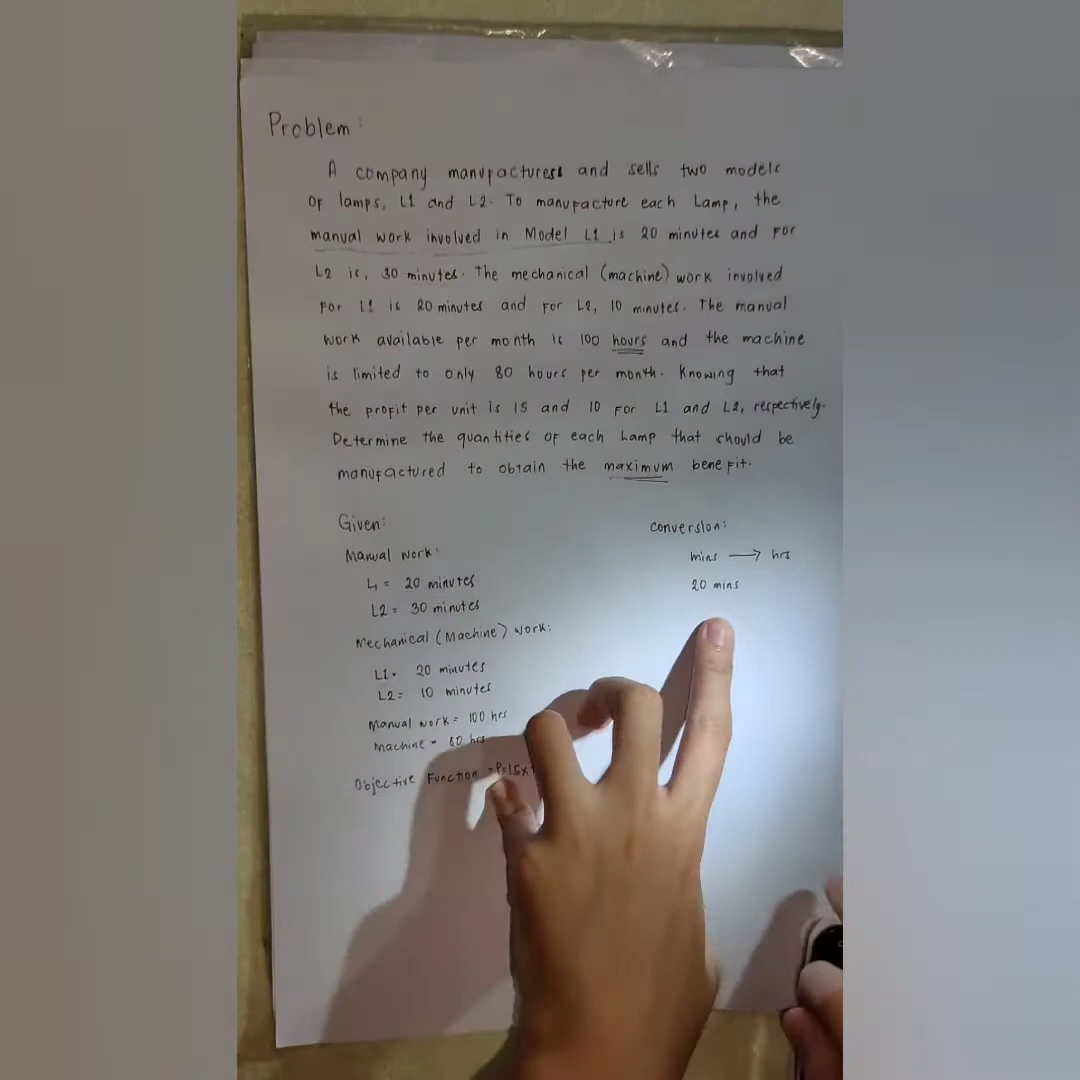 Problem:
A company manufactures and sells two models
of lamps, L1 and L2. To manufacture each Lamp, the
manual work involved in Model L1 is 20 minutes and for
L2 is, 30 minutes. The mechanical (machine) work involved
for L1 is 20 minutes and for L2, 10 minutes. The manual
work available per month is 100 hours and the machine
is limited to only 80 hours per month. Knowing that
the profit per unit is 15 and 10 for L1 and L2, respectively.
Determine the quantities of each Lamp that should be
manufactured to obtain the maximum benefit.
Given:
Manual work:
L1 = 20 minutes
L2 = 30 minutes
Mechanical (Machine) work:
L1 = 20 minutes
L2 = 10 minutes
Manual work = 100 hrs
Machine = 80 hrs
Objective Function = P=15x+
Conversion:
mins → hrs
20 mins